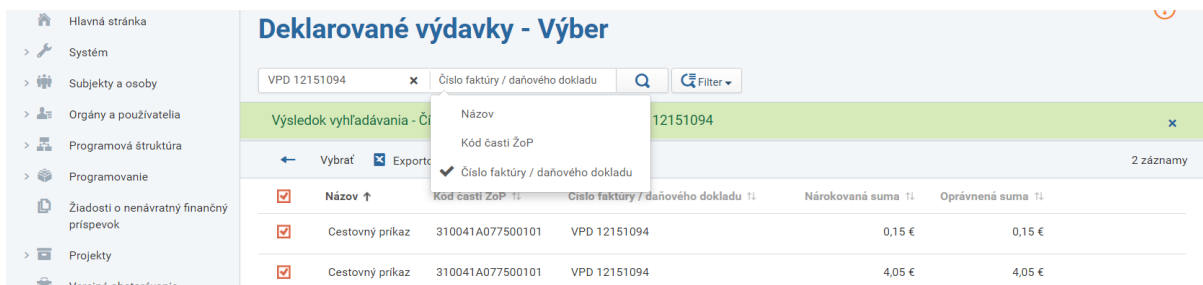 Hlavná stránka
Systém
Subjekty a osoby
Orgány a používatelia
Programová štruktúra
Programovanie
Žiadosti o nenávratný finančný
príspevok
Projekty
Deklarované výdavky - Výber
VPD 12151094 Číslo faktúry / daňového dokladu Filter
Výsledok vyhľadávania - 12151094
Názov
Kód časti ŽoP
Číslo faktúry / daňového dokladu
Vybrať 2 záznamy
Názov Kód časti ŽoP Číslo faktúry / daňového dokladu Nárokovaná suma Oprávnená suma
Cestovný príkaz 310041A077500101 VPD 12151094 0,15 € 0,15 €
Cestovný príkaz 310041A077500101 VPD 12151094 4,05 € 4,05 €